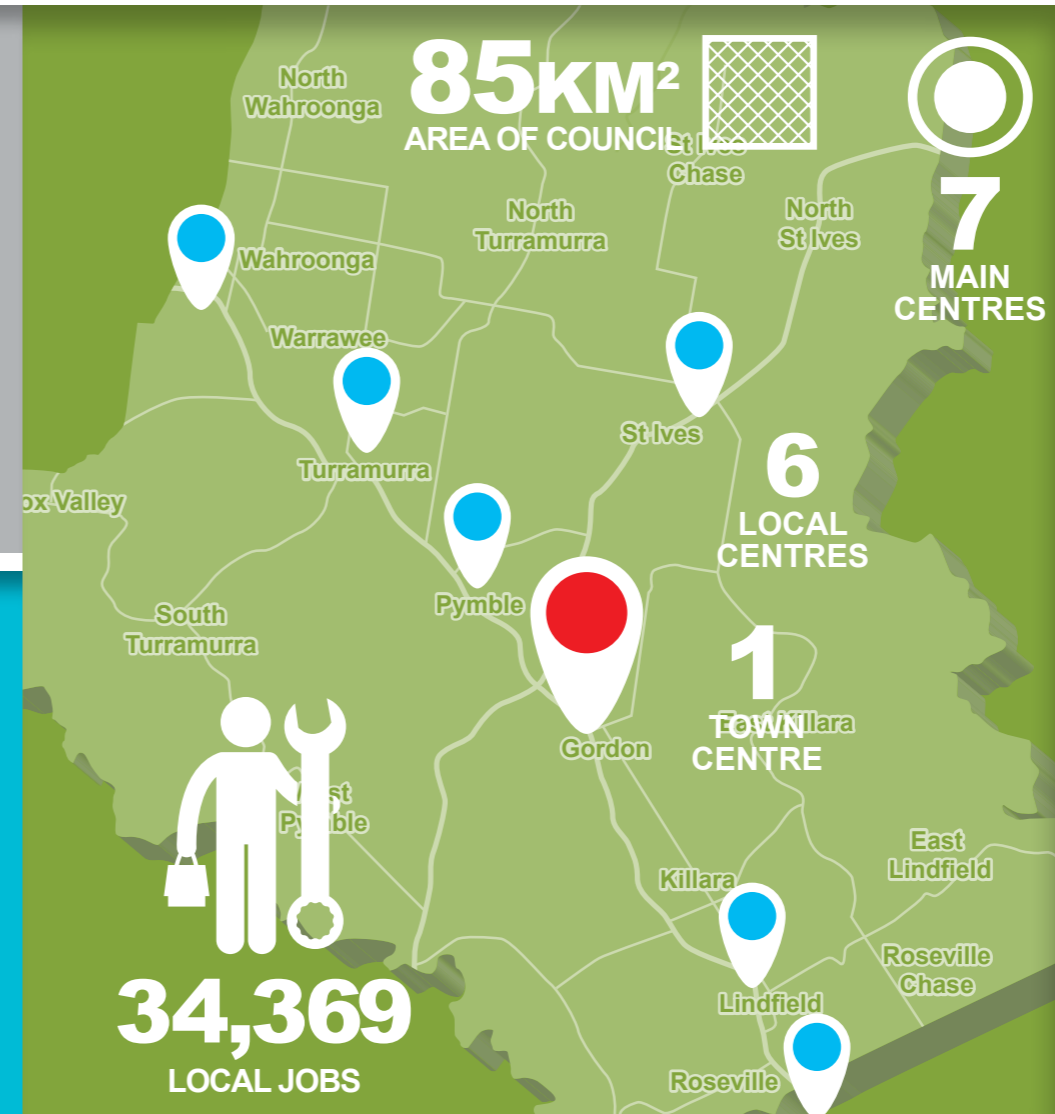 85KM²
AREA OF COUNCIL
7
MAIN
CENTRES
North
Wahroonga
St Ives
Chase
North
Turramurra
North
St Ives
Wahroonga
Warrawee
St Ives
Turramurra
ox Valley
6
LOCAL
CENTRES
Pymble
South
Turramurra
1
TOWN
CENTRE
East Killara
Gordon
West
Pymble
Killara
East
Lindfield
Roseville
Chase
Lindfield
34,369
LOCAL JOBS
Roseville